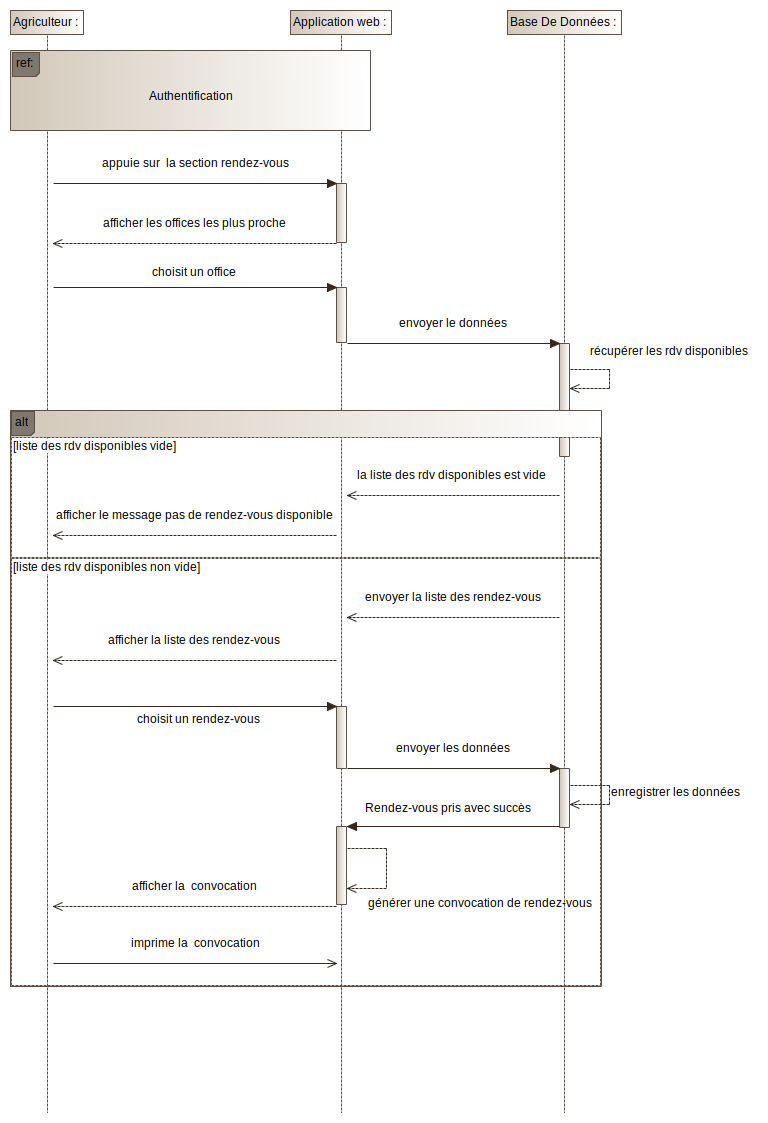 Agriculteur :
Application web :
Base De Données :
ref:
Authentification
appuie sur  la section rendez-vous
afficher les offices les plus proche
choisit un office
envoyer le données
récupérer les rdv disponibles
alt
[liste des rdv disponibles vide]
la liste des rdv disponibles est vide
afficher le message pas de rendez-vous disponible
[liste des rdv disponibles non vide]
envoyer la liste des rendez-vous
afficher la liste des rendez-vous
choisit un rendez-vous
envoyer les données
enregistrer les données
Rendez-vous pris avec succès
afficher la  convocation
générer une convocation de rendez-vous
imprime la  convocation